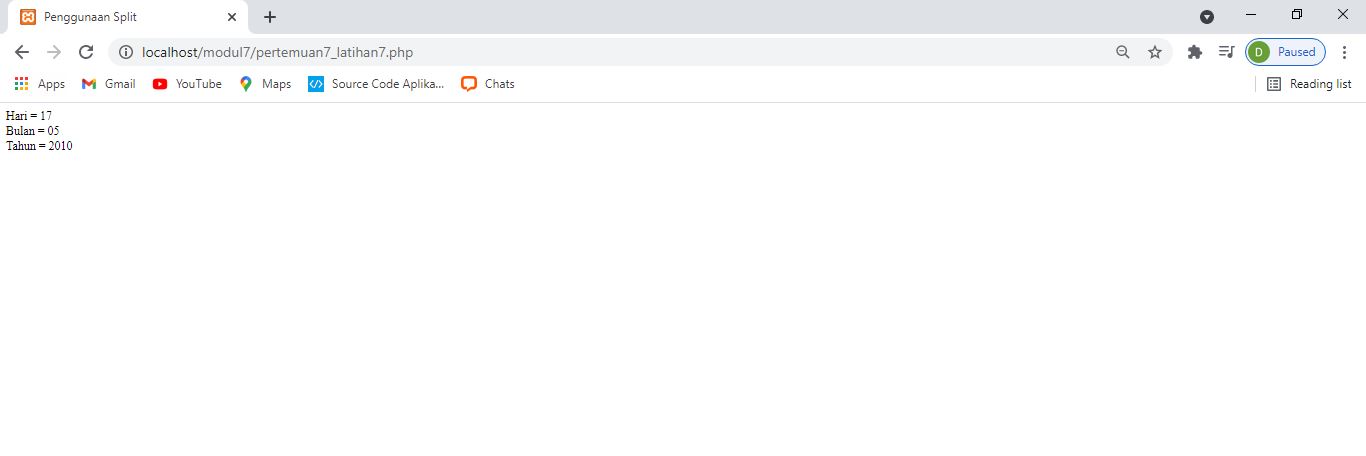 Penggunaan Split
localhost/modul7/pertemuan7_latihan7.php
D Paused
Apps Gmail YouTube Maps Source Code Aplika... Chats Reading list
Hari = 17
Bulan = 05
Tahun = 2010